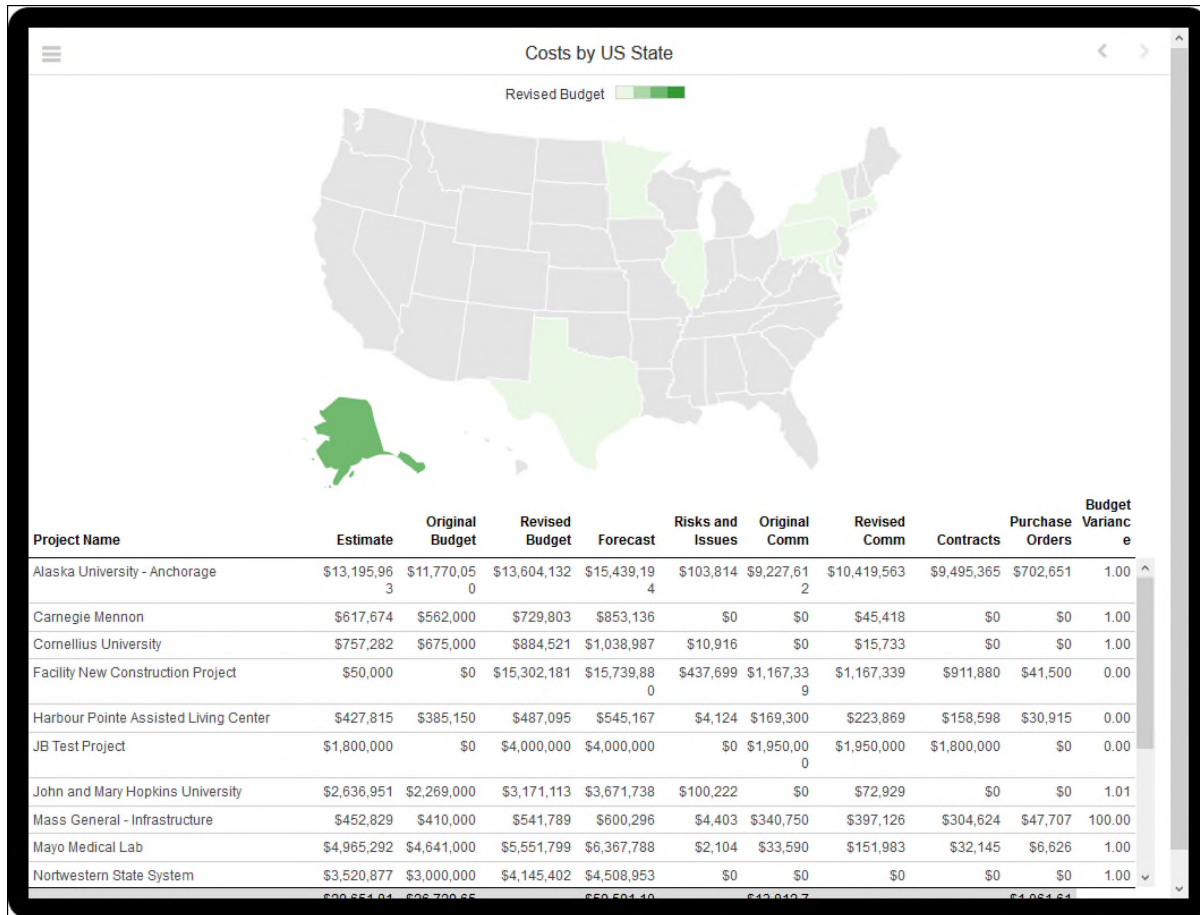 Costs by US State
Revised Budget
Budget
Original Revised Risks and Original Revised Purchase Varianc
Project Name Estimate Budget Budget Forecast Issues Comm Comm Contracts Orders e
Alaska University - Anchorage $13,195,96 $11,770,05 $13,604,132 $15,439,19 $103,814 $9,227,61 $10,419,563 $9,495,365 $702,651 1.00
3 0 4 2
Carnegie Mennon $617,674 $562,000 $729,803 $853,136 $0 $0 $45,418 $0 $0 1.00
Cornellius University $757,282 $675,000 $884,521 $1,038,987 $10,916 $0 $15,733 $0 $0 1.00
Facility New Construction Project $50,000 $0 $15,302,181 $15,739,88 $437,699 $1,167,33 $1,167,339 $911,880 $41,500 0.00
0 9
Harbour Pointe Assisted Living Center $427,815 $385,150 $487,095 $545,167 $4,124 $169,300 $223,869 $158,598 $30,915 0.00
JB Test Project $1,800,000 $0 $4,000,000 $4,000,000 $0 $1,950,00 $1,950,000 $1,800,000 $0 0.00
0
John and Mary Hopkins University $2,636,951 $2,269,000 $3,171,113 $3,671,738 $100,222 $0 $72,929 $0 $0 1.01
Mass General - Infrastructure $452,829 $410,000 $541,789 $600,296 $4,403 $340,750 $397,126 $304,624 $47,707 100.00
Mayo Medical Lab $4,965,292 $4,641,000 $5,551,799 $6,367,788 $2,104 $33,590 $151,983 $32,145 $6,626 1.00
Nortwestern State System $3,520,877 $3,000,000 $4,145,402 $4,508,953 $0 $0 $0 $0 $0 1.00